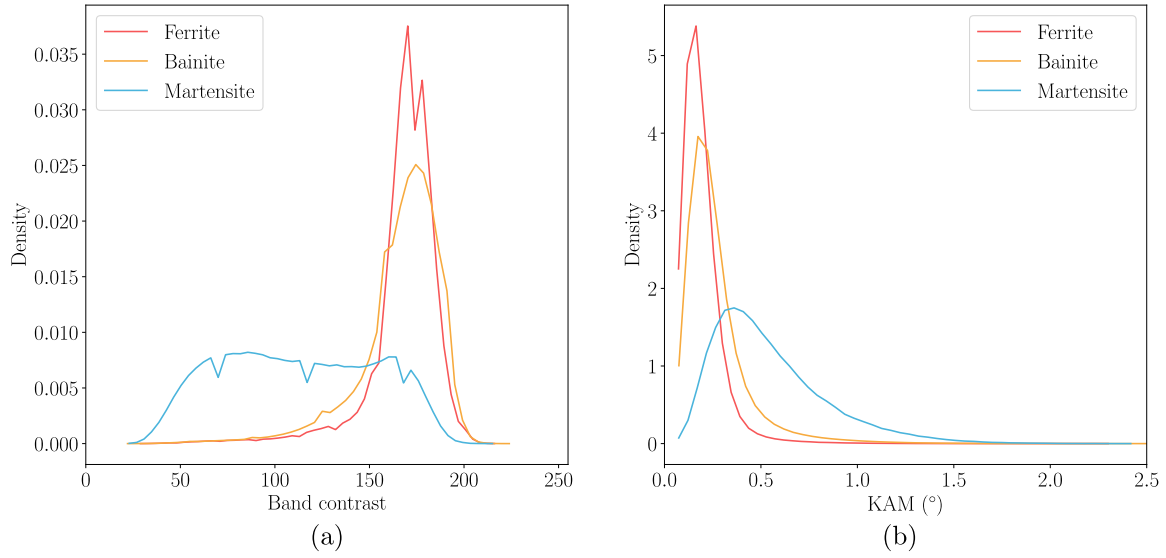 Ferrite
Bainite
Martensite
0.035
0.030
0.025
0.020
0.015
0.010
0.005
0.000
Density
0 50 100 150 200 250
Band contrast
(a)
Ferrite
Bainite
Martensite
5
4
3
2
1
0
Density
0.0 0.5 1.0 1.5 2.0 2.5
KAM (°)
(b)